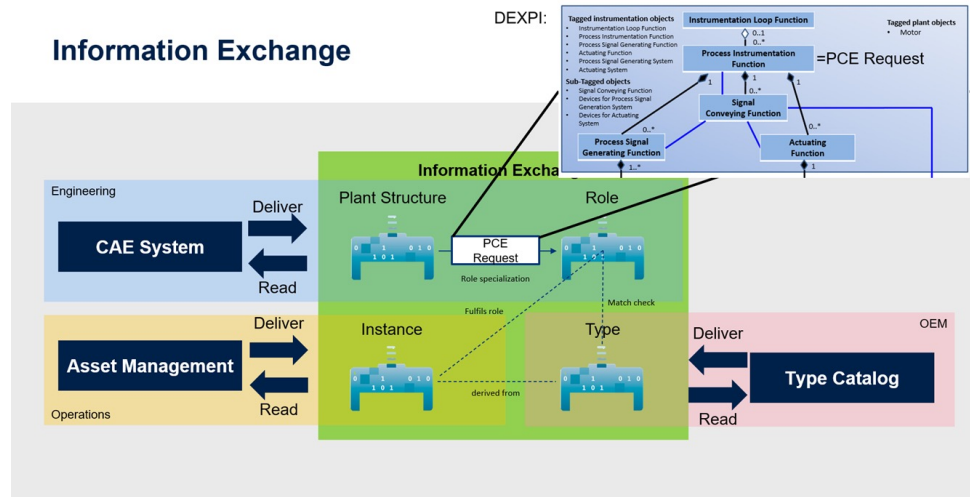 Information Exchange
DEXPI:
Tagged instrumentation objects
• Instrumentation Loop Function
• Process Instrumentation Function
• Process Signal Generating Function
• Actuating Function
• Process Signal Generating System
• Actuating System
Sub-Tagged objects
• Signal Conveying Function
• Devices for Process Signal
Generation System
• Devices for Actuating
System
Instrumentation Loop Function
0..1
0..*
Process Instrumentation
Function
=PCE Request
Tagged plant objects
• Motor
1
1
1
0..*
Signal
Conveying Function
0..*
0..*
Process Signal
Generating Function
Actuating
Function
1..*
1
Information Excha
Engineering
CAE System
Deliver
Read
Plant Structure
Role
0 1 0 1 0
1 0 1
PCE
Request
0 1 0 1 0
1 0 1
Role specialization
Fulfils role
Match check
Asset Management
Operations
Deliver
Read
Instance
Type
0 1 0 1 0
1 0 1
derived from
0 1 0 1 0
1 0 1
OEM
Deliver
Read
Type Catalog